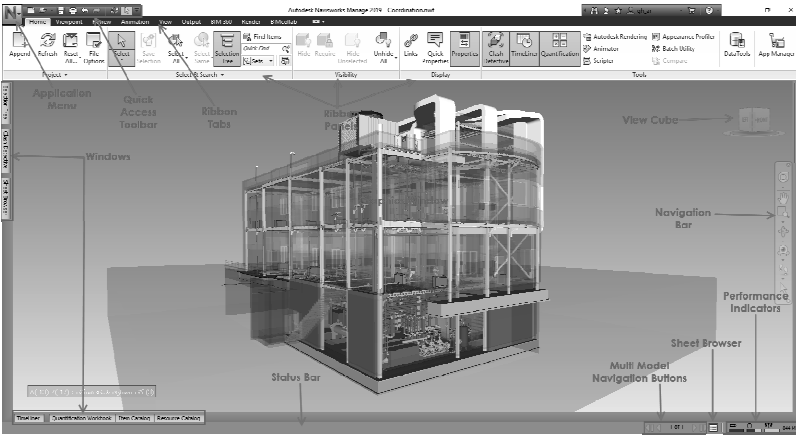 Autodesk Navisworks Manage 2019 Coordination.nwf
Home Viewpoint Review Animation View Output BIM 360 Render BIMcollab
Append Refresh Reset All... File Options
Select Save Selection Select All Select Same Selection Tree
Find Items
Quick Find
Sets
Hide Require Hide Unselected Unhide All
Links Quick Properties Properties
Clash Detective TimeLiner Quantification
Autodesk Rendering
Animator
Scripter
Appearance Profiler
Batch Utility
Compare
DataTools App Manager
Project Select & Search Visibility Display Tools
Application
Menu
Quick
Access
Toolbar
Ribbon
Tabs
Ribbon
Panels
View Cube
Windows
Navigation
Bar
Performance
Indicators
Sheet Browser
Multi Model
Navigation Buttons
Status Bar
TimeLiner Quantification Workbook Item Catalog Resource Catalog
1 of 1